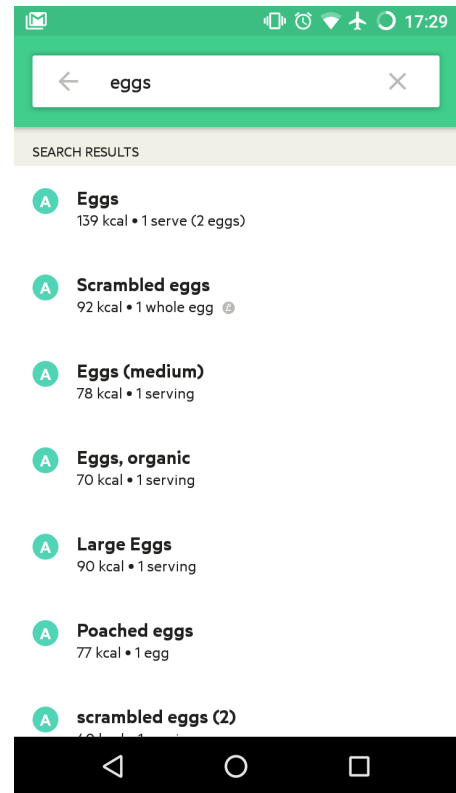 17:29
eggs
SEARCH RESULTS
A
Eggs
139 kcal • 1 serve (2 eggs)
A
Scrambled eggs
92 kcal • 1 whole egg
A
Eggs (medium)
78 kcal • 1 serving
A
Eggs, organic
70 kcal • 1 serving
A
Large Eggs
90 kcal • 1 serving
A
Poached eggs
77 kcal • 1 egg
A
scrambled eggs (2)